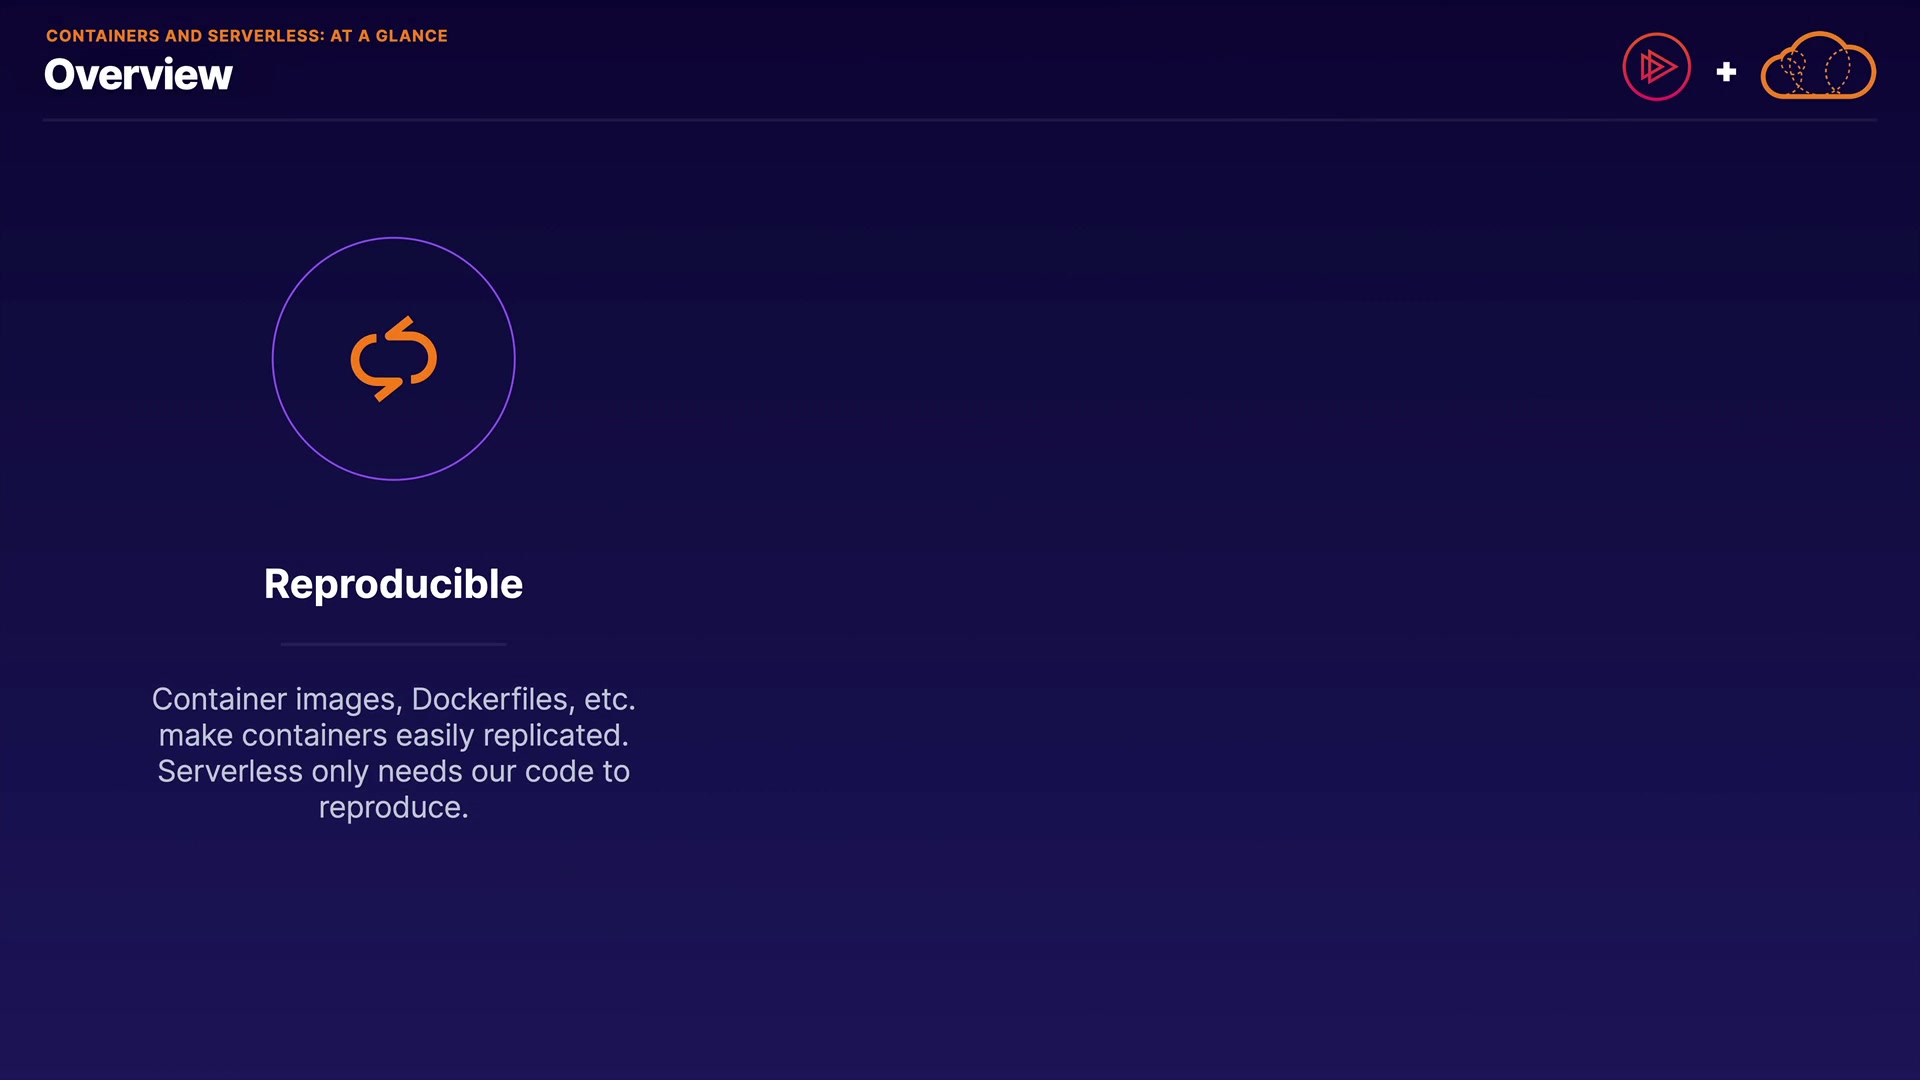 CONTAINERS AND SERVERLESS: AT A GLANCE
Overview
Reproducible
Container images, Dockerfiles, etc.
make containers easily replicated.
Serverless only needs our code to
reproduce.